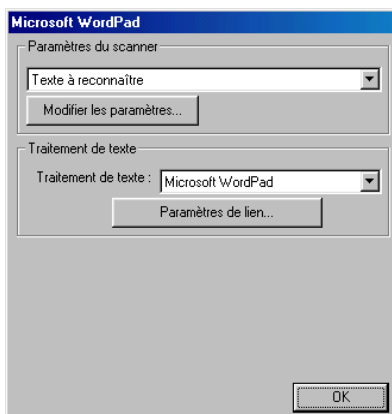 Microsoft WordPad
Paramètres du scanner
Texte à reconnaître
Modifier les paramètres...
Traitement de texte
Traitement de texte : Microsoft WordPad
Paramètres de lien...
OK